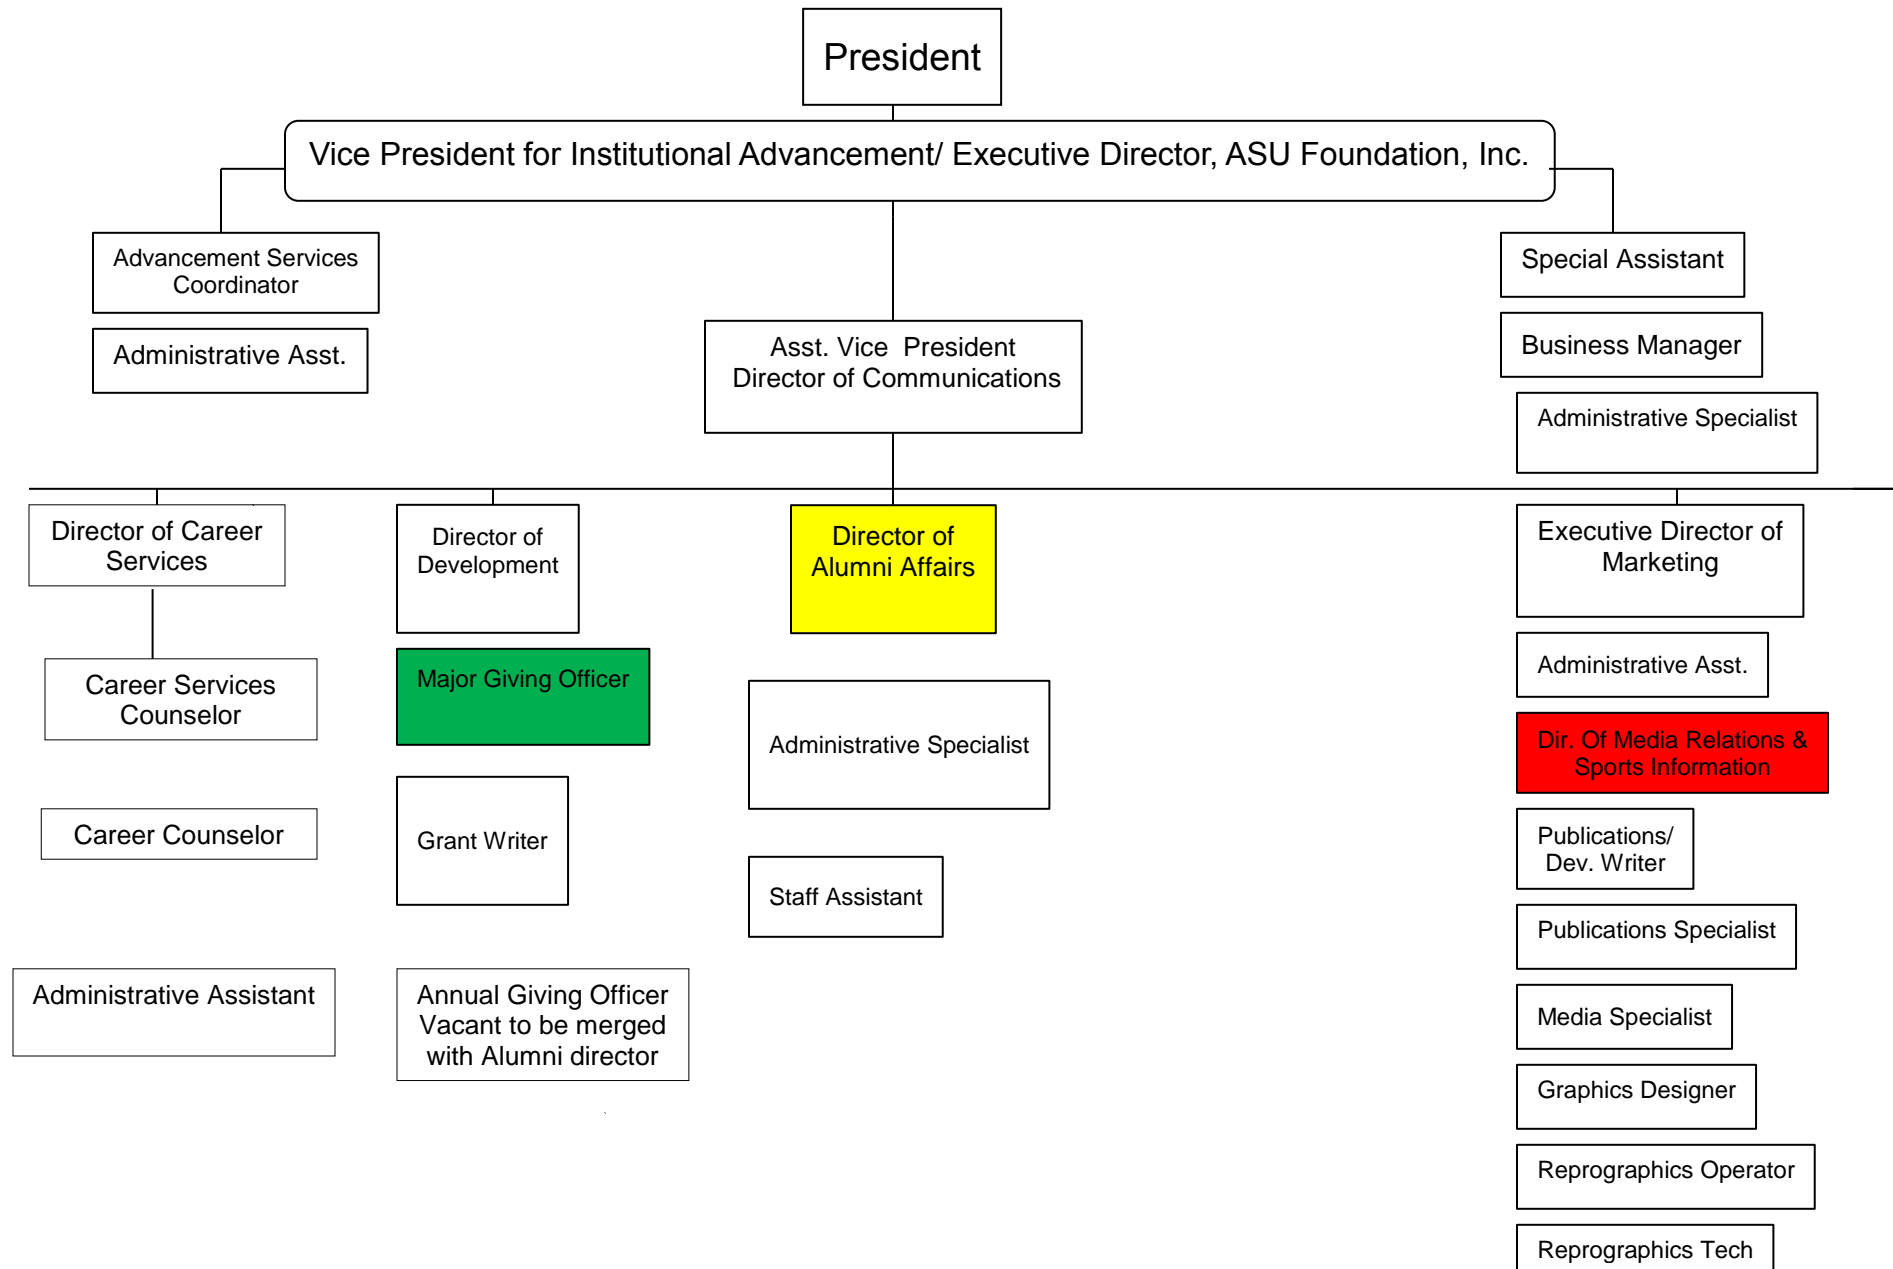 President
Vice President for Institutional Advancement/ Executive Director, ASU Foundation, Inc.
Advancement Services
Coordinator
Administrative Asst.
Asst. Vice President
Director of Communications
Special Assistant
Business Manager
Administrative Specialist
Director of Career
Services
Career Services
Counselor
Career Counselor
Administrative Assistant
Director of
Development
Major Giving Officer
Grant Writer
Annual Giving Officer
Vacant to be merged
with Alumni director
Director of
Alumni Affairs
Administrative Specialist
Staff Assistant
Executive Director of
Marketing
Administrative Asst.
Dir. Of Media Relations &
Sports Information
Publications/
Dev. Writer
Publications Specialist
Media Specialist
Graphics Designer
Reprographics Operator
Reprographics Tech